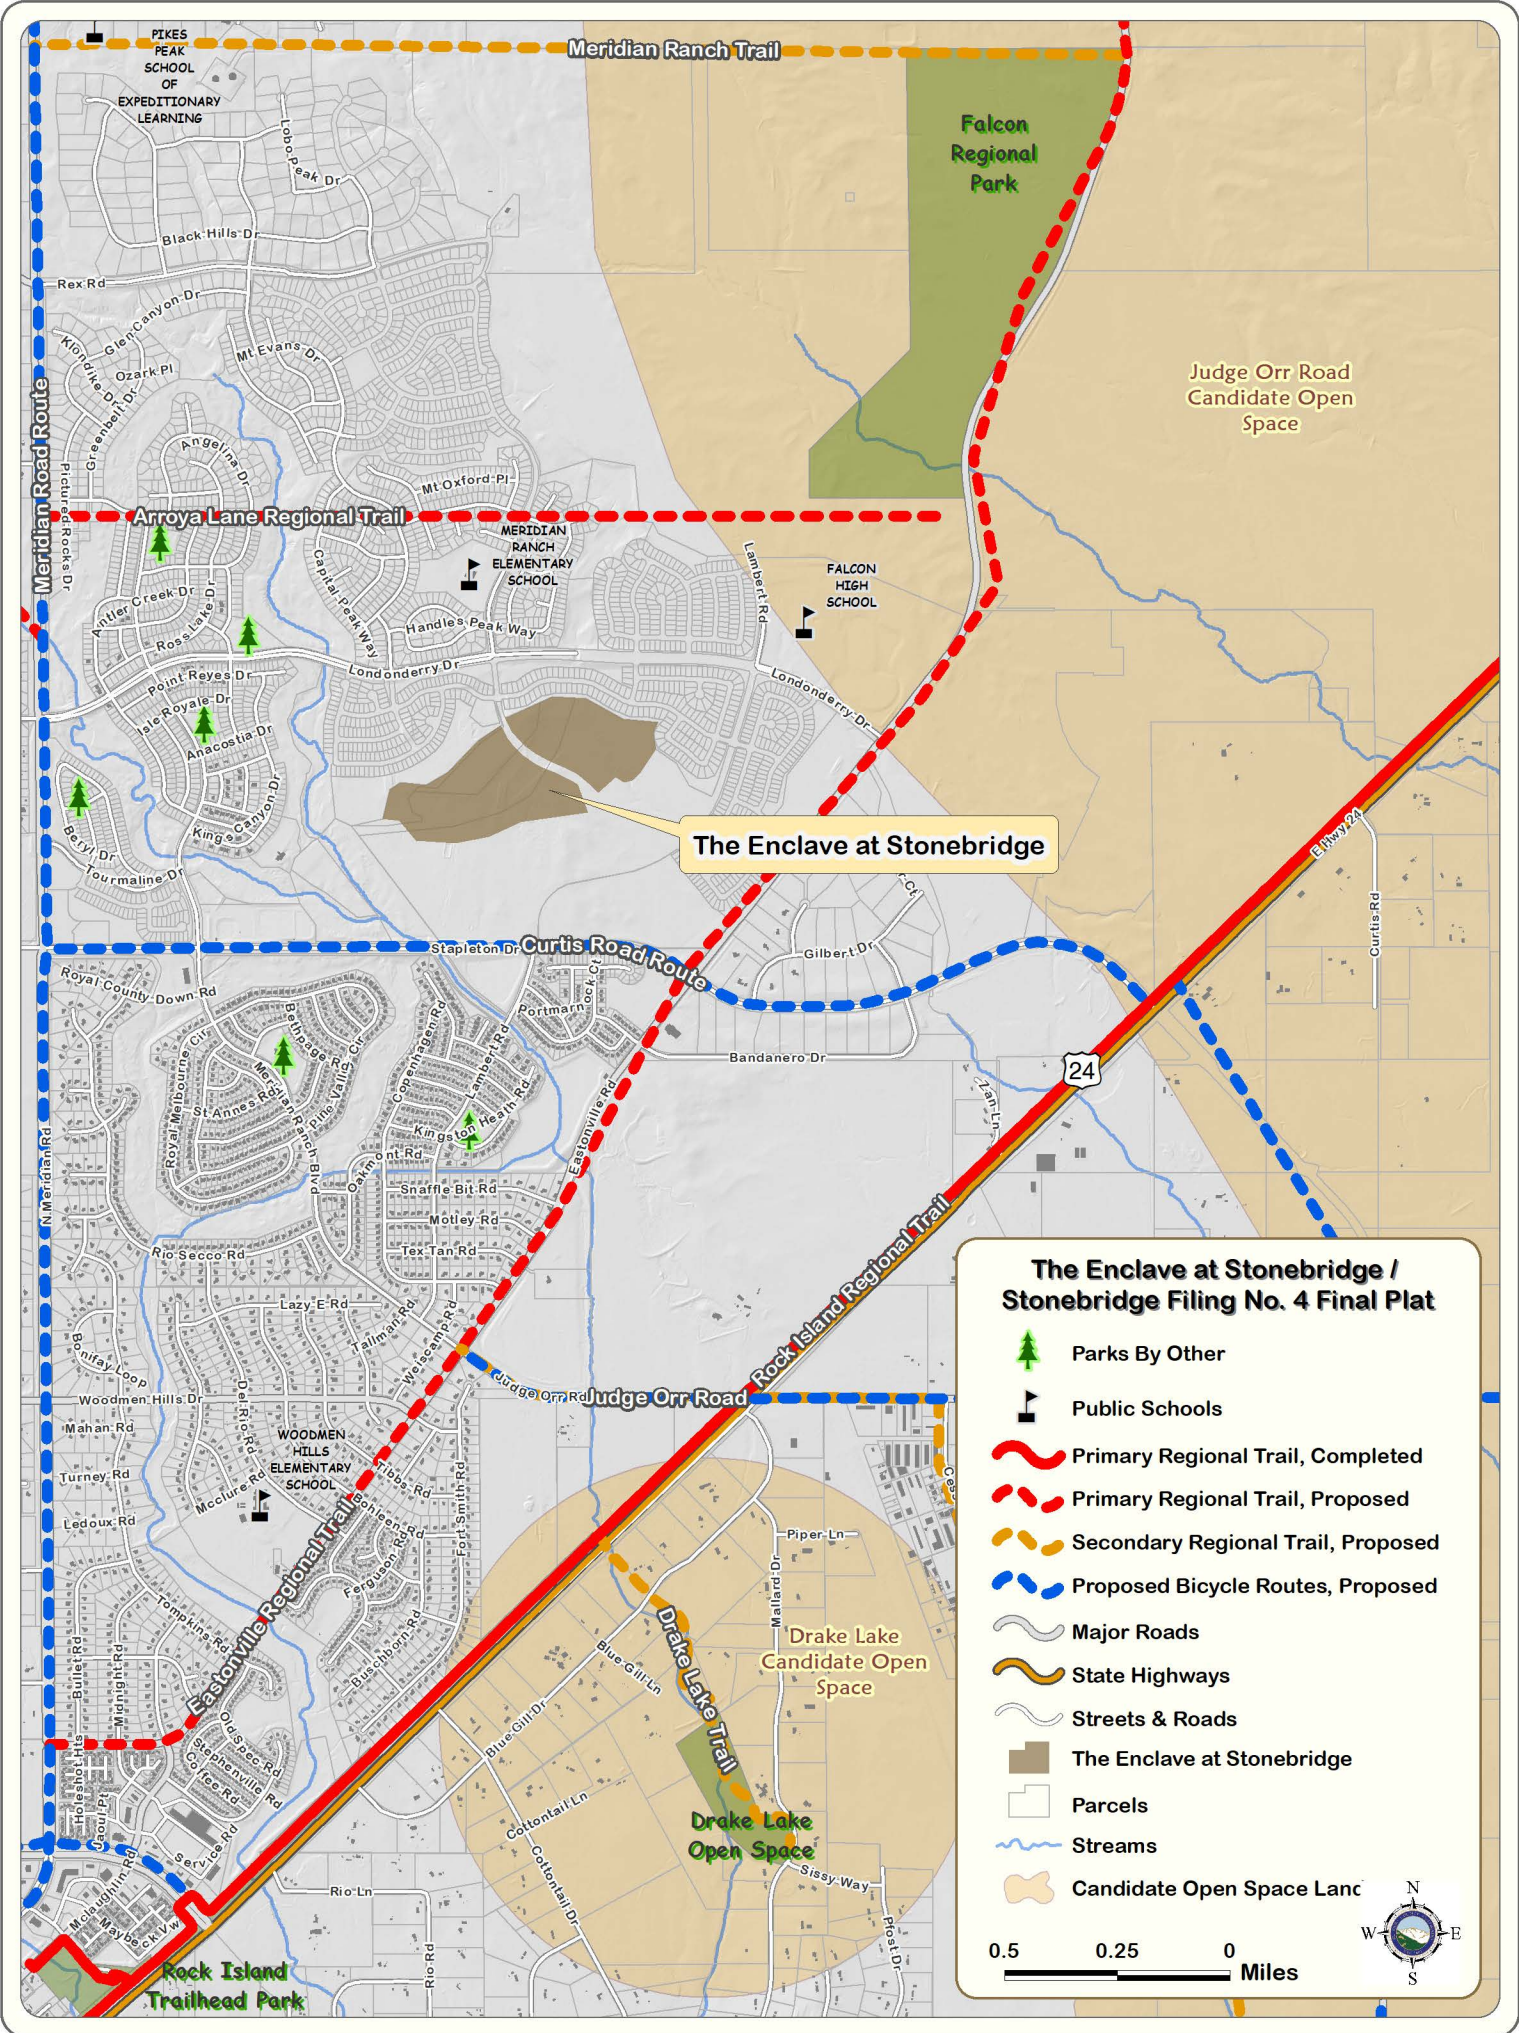 PIKES
PEAK
SCHOOL
OF
EXPEDITIONARY
LEARNING
Meridian Ranch Trail
Falcon
Regional
Park
Lobo Peak Dr
Black Hills Dr
Rex Rd
Glen Canyon Dr
Klondike Dr
Mt Evans Dr
Ozark Pl
Greenbelt Dr
Judge Orr Road
Candidate Open
Space
Meridian Road Route
Angelina Dr
Pictured Rocks Dr
Mt Oxford Pl
Arroya Lane Regional Trail
MERIDIAN
RANCH
ELEMENTARY
SCHOOL
Capital Peak Way
Lambert Rd
FALCON
HIGH
SCHOOL
Antler Creek Dr
Ross Lake Dr
Handles Peak Way
Londonderry Dr
Point Reyes Dr
Londonderry Dr
Isle Royale Dr
Anacostia Dr
Kings Canyon Dr
Beryl Dr
Tourmaline Dr
The Enclave at Stonebridge
E Hwy 24
Curtis Rd
r Ct
Stapleton Dr
Curtis Road Route
Gilbert Dr
Royal County Down Rd
Portmarnock Ct
Bethpage R
Copenhagen Rd
Lambert Rd
Bandanero Dr
24
Royal Melbourne Cir
Pine Valley Cir
St Annes Rd
Meridian Ranch Blvd
Kingston Heath Rd
Eastonville Rd
Zan Ln
N Meridian Rd
Oakmont Rd
Snaffle Bit Rd
Motley Rd
Tex Tan Rd
Rio Secco Rd
Rock Island Regional Trail
Lazy E Rd
Tallman Rd
Weiscamp Rd
Bonifay Loop
Judge Orr Rd
Judge Orr Road
Woodmen Hills Dr
Del Rio Rd
Mahan Rd
WOODMEN
HILLS
ELEMENTARY
SCHOOL
Turney Rd
Mcclure Rd
Tibbs Rd
Fort Smith Rd
Cess
Ledoux Rd
Bohleen Rd
Piper Ln
Ferguson Rd
Mallard Dr
Tompkins Rd
Eastonville Regional Trail
Buschborn Rd
Bullet Rd
Midnight Rd
Blue Gill Ln
Drake Lake Trail
Drake Lake
Candidate Open
Space
Blue Gill Dr
Old Spec Rd
Stephenville Rd
Coffee Rd
Holeshot Hts
Jaoul Pt
Cottontail Ln
Drake Lake
Open Space
Service Rd
Cottontail Dr
Sissy Way
Mclaughlin Rd
Rio Ln
Maybeck Vw
Rio Rd
Pfost Dr
Rock Island
Trailhead Park
The Enclave at Stonebridge /
Stonebridge Filing No. 4 Final Plat
Parks By Other
Public Schools
Primary Regional Trail, Completed
Primary Regional Trail, Proposed
Secondary Regional Trail, Proposed
Proposed Bicycle Routes, Proposed
Major Roads
State Highways
Streets & Roads
The Enclave at Stonebridge
Parcels
Streams
Candidate Open Space Land
N
W
E
S
0.5 0.25 0
Miles